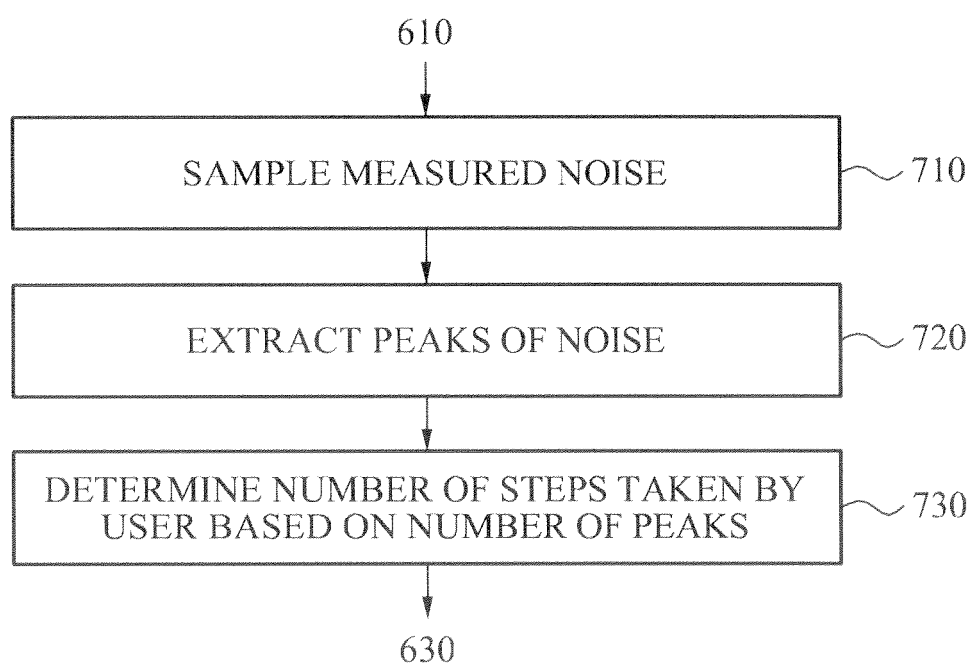 610
SAMPLE MEASURED NOISE
710
EXTRACT PEAKS OF NOISE
720
DETERMINE NUMBER OF STEPS TAKEN BY
USER BASED ON NUMBER OF PEAKS
730
630